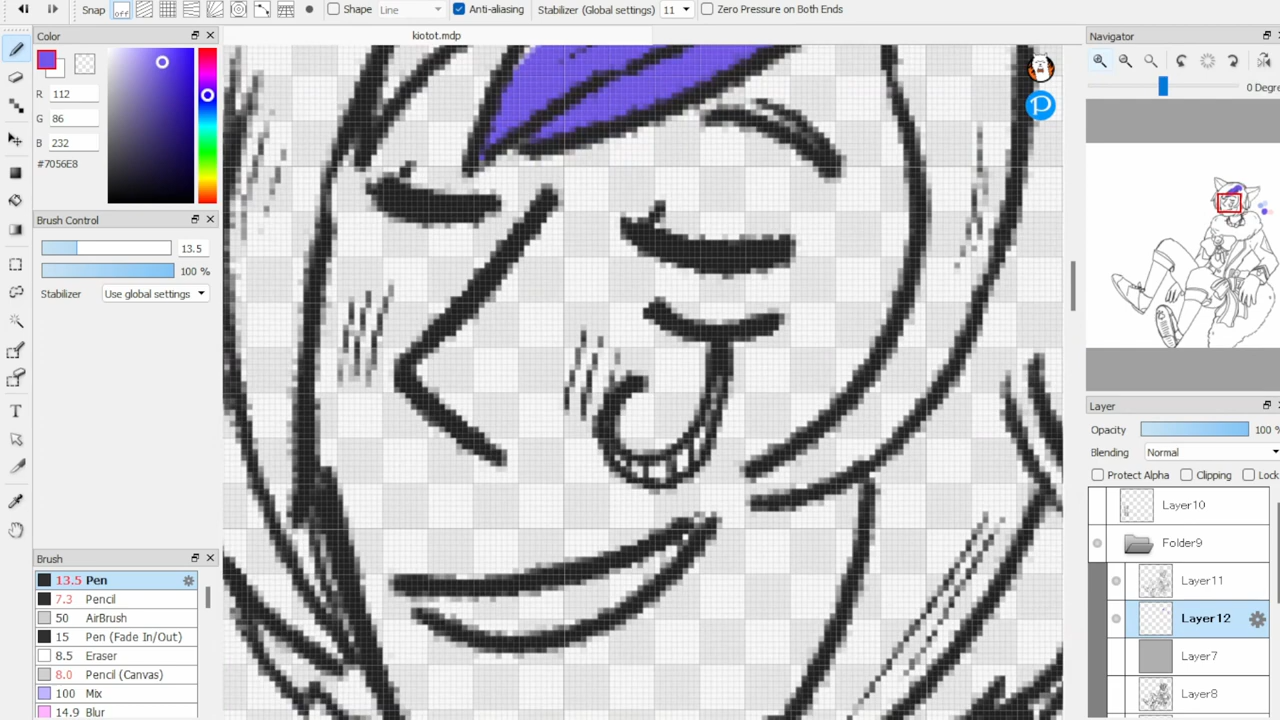 Snap
off
Shape
Line
Anti-aliasing
Stabilizer (Global settings)
11
Zero Pressure on Both Ends
Color
kiotot.mdp
Navigator
R
112
G
86
B
232
#7056E8
0 Degre
Brush Control
13.5
100 %
Stabilizer
Use global settings
Layer
Opacity
100 %
Blending
Normal
Protect Alpha
Clipping
Lock
Layer10
Folder9
Layer11
Layer12
Layer7
Layer8
Brush
13.5 Pen
7.3 Pencil
50 AirBrush
15 Pen (Fade In/Out)
8.5 Eraser
8.0 Pencil (Canvas)
100 Mix
14.9 Blur